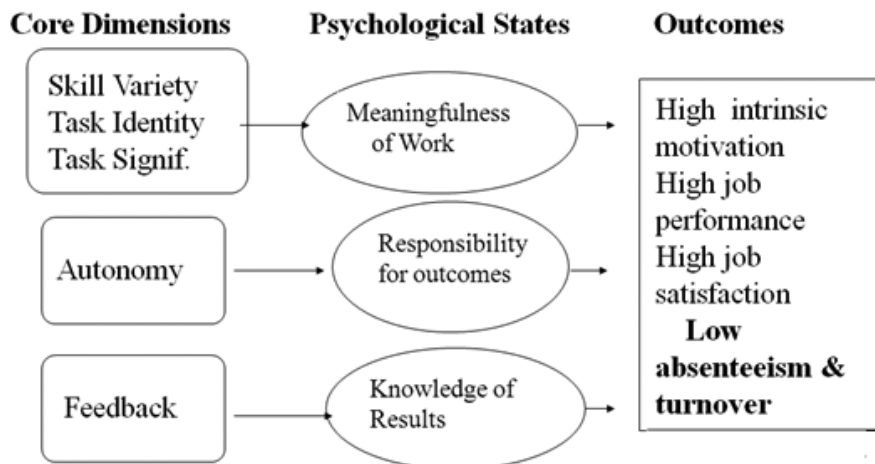 Core Dimensions
Psychological States
Outcomes
Skill Variety
Task Identity
Task Signif.
Meaningfulness
of Work
High intrinsic
motivation
High job
performance
High job
satisfaction
Low
absenteeism &
turnover
Autonomy
Responsibility
for outcomes
Feedback
Knowledge of
Results